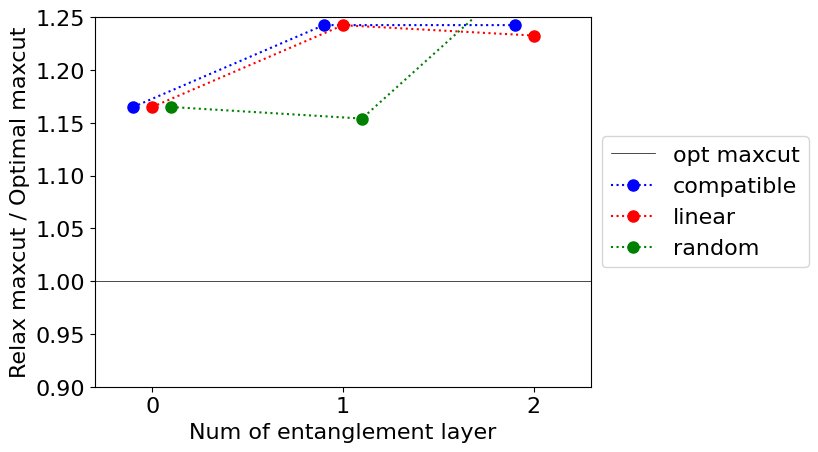 Relax maxcut / Optimal maxcut
1.25
1.20
1.15
1.10
1.05
1.00
0.95
0.90
0
1
2
Num of entanglement layer
opt maxcut
compatible
linear
random